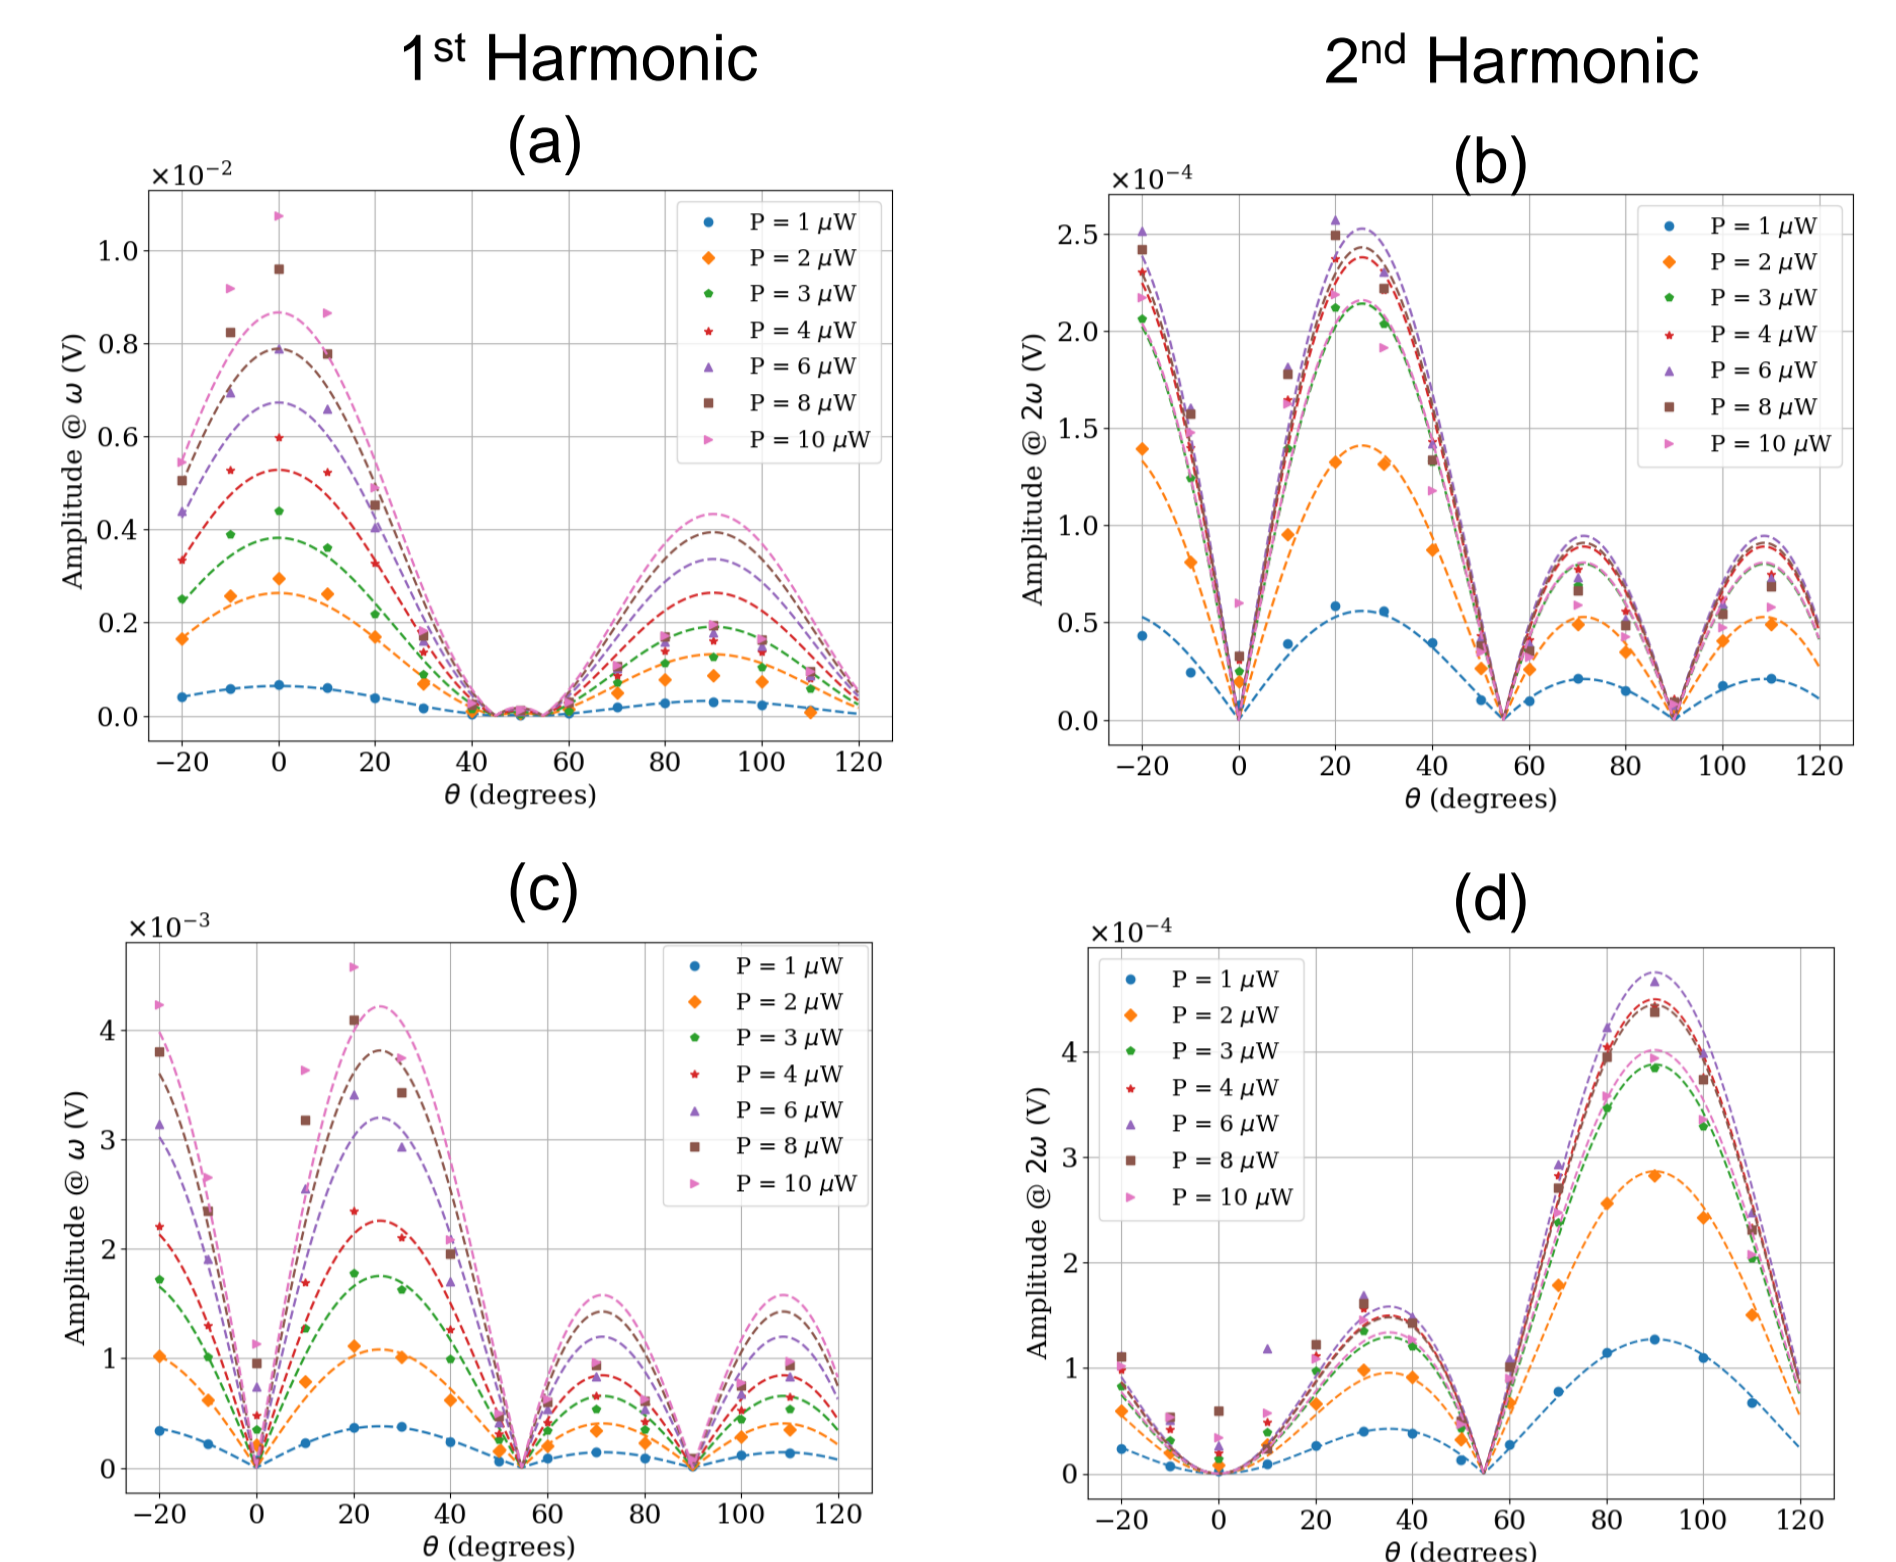 1st Harmonic
2nd Harmonic
(a)
(b)
×10−2
P = 1 μW
P = 2 μW
P = 3 μW
P = 4 μW
P = 6 μW
P = 8 μW
P = 10 μW
1.0
0.8
0.6
0.4
0.2
0.0
Amplitude @ ω (V)
−20 0 20 40 60 80 100 120
θ (degrees)
×10−4
P = 1 μW
P = 2 μW
P = 3 μW
P = 4 μW
P = 6 μW
P = 8 μW
P = 10 μW
2.5
2.0
1.5
1.0
0.5
0.0
Amplitude @ 2ω (V)
−20 0 20 40 60 80 100 120
θ (degrees)
(c)
(d)
×10−3
P = 1 μW
P = 2 μW
P = 3 μW
P = 4 μW
P = 6 μW
P = 8 μW
P = 10 μW
4
3
2
1
0
Amplitude @ ω (V)
−20 0 20 40 60 80 100 120
θ (degrees)
×10−4
P = 1 μW
P = 2 μW
P = 3 μW
P = 4 μW
P = 6 μW
P = 8 μW
P = 10 μW
4
3
2
1
0
Amplitude @ 2ω (V)
−20 0 20 40 60 80 100 120
θ (degrees)